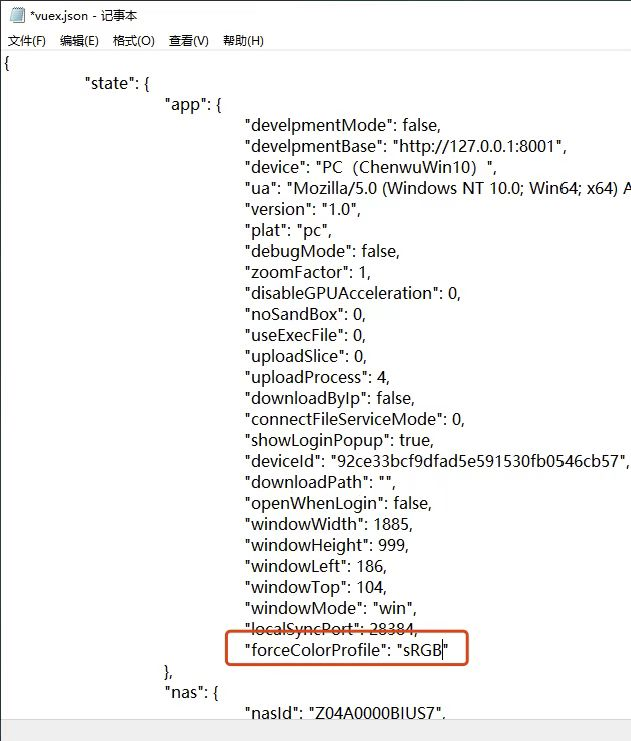 *vuex.json - 记事本
文件(F) 编辑(E) 格式(O) 查看(V) 帮助(H)
{
"state": {
"app": {
"develpmentMode": false,
"develpmentBase": "http://127.0.0.1:8001",
"device": "PC（ChenwuWin10）",
"ua": "Mozilla/5.0 (Windows NT 10.0; Win64; x64) A
"version": "1.0",
"plat": "pc",
"debugMode": false,
"zoomFactor": 1,
"disableGPUAcceleration": 0,
"noSandBox": 0,
"useExecFile": 0,
"uploadSlice": 0,
"uploadProcess": 4,
"downloadByIp": false,
"connectFileServiceMode": 0,
"showLoginPopup": true,
"deviceId": "92ce33bcf9dfad5e591530fb0546cb57",
"downloadPath": "",
"openWhenLogin": false,
"windowWidth": 1885,
"windowHeight": 999,
"windowLeft": 186,
"windowTop": 104,
"windowMode": "win",
"localSyncPort": 28384,
"forceColorProfile": "sRGB"
},
"nas": {
"nasId": "Z04A0000BIUS7",